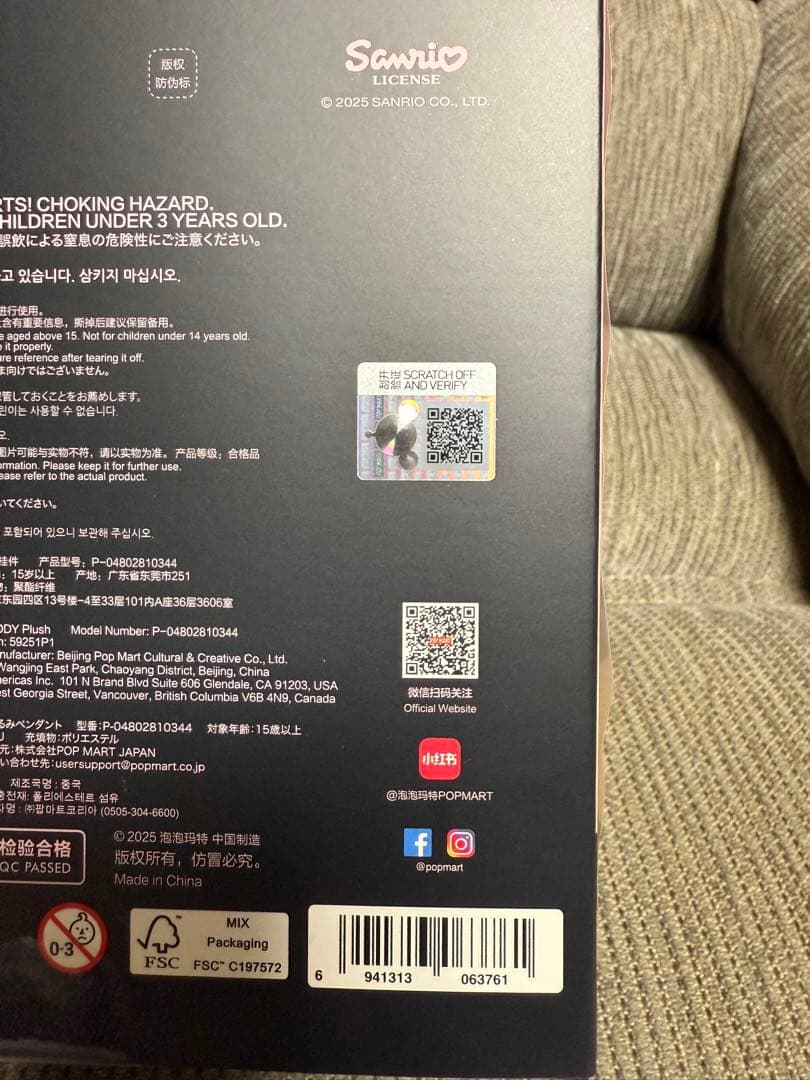 版权
防伪标
Sanrio
LICENSE
© 2025 SANRIO CO., LTD.
RTS! CHOKING HAZARD.
CHILDREN UNDER 3 YEARS OLD.
誤飲による窒息の危険性にご注意ください。
고 있습니다. 삼키지 마십시오.
进行使用。
含有重要信息，撕掉后建议保留备用。
e aged above 15. Not for children under 14 years old.
e it properly.
ure reference after tearing it off.
ま向けではございません。
管しておくことをお薦めします。
린이는 사용할 수 없습니다.
오.
图片可能与实物不符，请以实物为准。产品等级：合格品
ormation. Please keep it for further use.
ease refer to the actual product.
いてください。
포함되어 있으니 보관해 주십시오.
SCRATCH OFF
AND VERIFY
POP MART
挂件 产品型号：P-04802810344
：15岁以上 产地：广东省东莞市251
：聚酯纤维
东园四区13号楼-4至33层101内A座36层3606室
ODY Plush Model Number: P-04802810344
n: 59251P1
nufacturer: Beijing Pop Mart Cultural & Creative Co., Ltd.
Wangjing East Park, Chaoyang District, Beijing, China
ericas Inc. 101 N Brand Blvd Suite 606 Glendale, CA 91203, USA
est Georgia Street, Vancouver, British Columbia V6B 4N9, Canada
POP MART
微信扫码关注
Official Website
るみペンダント 型番:P-04802810344 対象年齢:15歳以上
充填物:ポリエステル
元:株式会社POP MART JAPAN
い合わせ先:usersupport@popmart.co.jp
제조국명 : 중국
충전재: 폴리에스테르 섬유
자명 : ㈜팝마트코리아 (0505-304-6600)
小红书
@泡泡玛特POPMART
@popmart
检验合格
QC PASSED
© 2025 泡泡玛特 中国制造
版权所有，仿冒必究。
Made in China
0-3
FSC
MIX
Packaging
FSC™ C197572
6 941313 063761